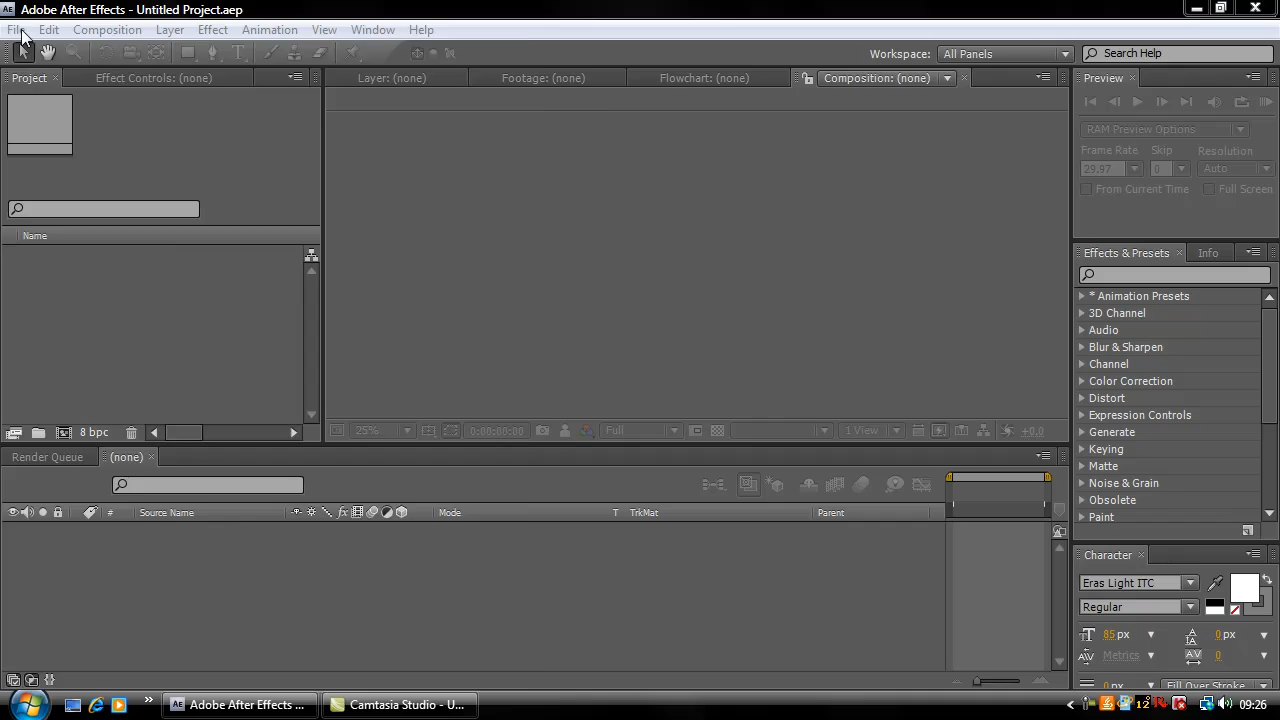 AE Adobe After Effects - Untitled Project.aep
File Edit Composition Layer Effect Animation View Window Help
Workspace: All Panels Search Help
Project Effect Controls: (none)
Layer: (none) Footage: (none) Flowchart: (none) Composition: (none)
Preview
RAM Preview Options
Frame Rate Skip Resolution
29.97 0 Auto
From Current Time Full Screen
Name
Effects & Presets Info
* Animation Presets
3D Channel
Audio
Blur & Sharpen
Channel
Color Correction
Distort
Expression Controls
Generate
Keying
Matte
Noise & Grain
Obsolete
Paint
8 bpc
25% 0:00:00:00 Full 1 View +0.0
Render Queue (none)
# Source Name fx Mode T TrkMat Parent
Character
Eras Light ITC
Regular
85 px 0 px
Metrics 0
0 px Fill Over Stroke
AE Adobe After Effects ... Camtasia Studio - U... 12 09:26